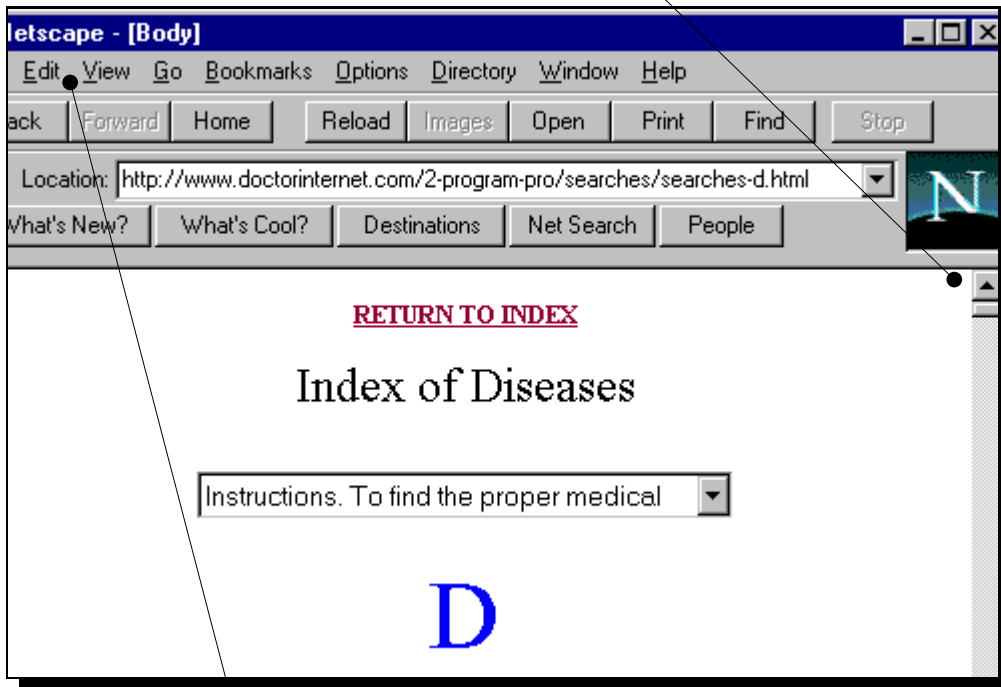 letscape - [Body]
Edit View Go Bookmarks Options Directory Window Help
ack Forward Home Reload Images Open Print Find Stop
Location: http://www.doctorinternet.com/2-program-pro/searches/searches-d.html
N
What's New? What's Cool? Destinations Net Search People
RETURN TO INDEX
Index of Diseases
Instructions. To find the proper medical
D